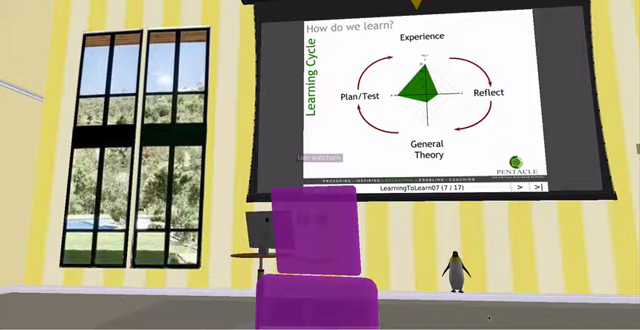 How do we learn?
Learning Cycle
Experience
Plan/Test
Reflect
General
Theory
PENTACLE
LearningToLearn07 (7 / 17)
> >|